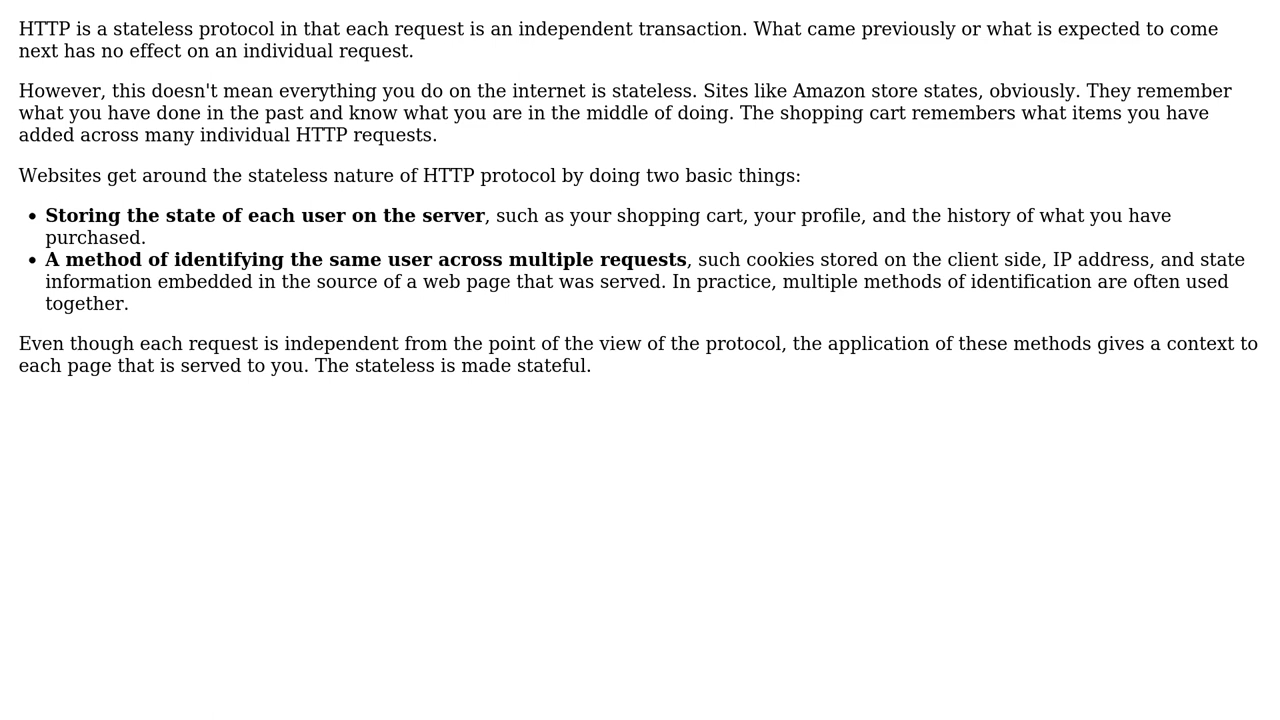 HTTP is a stateless protocol in that each request is an independent transaction. What came previously or what is expected to come
next has no effect on an individual request.
However, this doesn't mean everything you do on the internet is stateless. Sites like Amazon store states, obviously. They remember
what you have done in the past and know what you are in the middle of doing. The shopping cart remembers what items you have
added across many individual HTTP requests.
Websites get around the stateless nature of HTTP protocol by doing two basic things:
• Storing the state of each user on the server, such as your shopping cart, your profile, and the history of what you have
purchased.
• A method of identifying the same user across multiple requests, such cookies stored on the client side, IP address, and state
information embedded in the source of a web page that was served. In practice, multiple methods of identification are often used
together.
Even though each request is independent from the point of the view of the protocol, the application of these methods gives a context to
each page that is served to you. The stateless is made stateful.